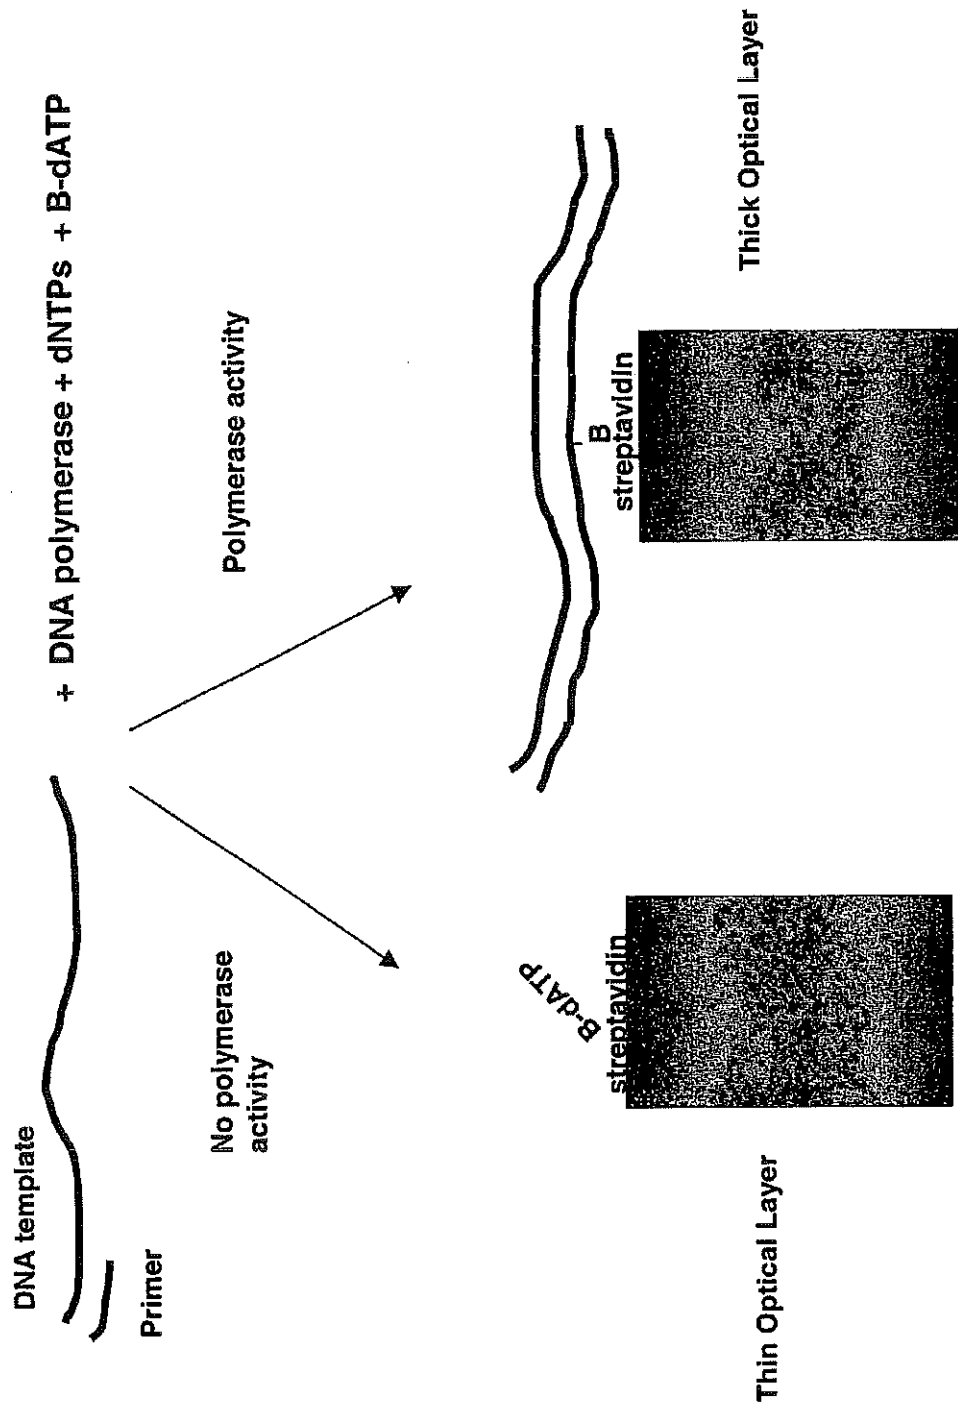 DNA template
+ DNA polymerase + dNTPs + B-dATP
Primer
No polymerase
activity
Polymerase activity
B-dATP
streptavidin
B
streptavidin
Thin Optical Layer
Thick Optical Layer